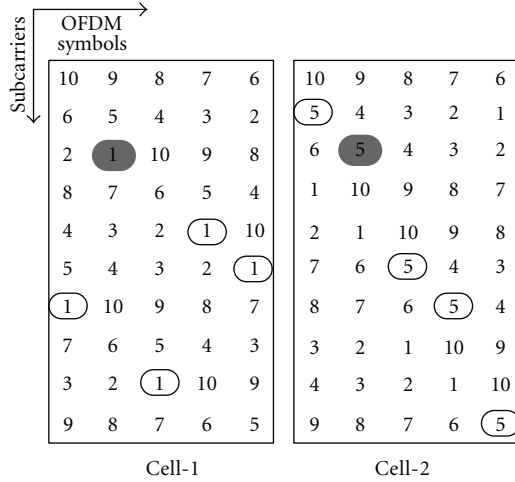 OFDM
symbols
Subcarriers
10 9 8 7 6
6 5 4 3 2
2 1 10 9 8
8 7 6 5 4
4 3 2 1 10
5 4 3 2 1
1 10 9 8 7
7 6 5 4 3
3 2 1 10 9
9 8 7 6 5
Cell-1
10 9 8 7 6
5 4 3 2 1
6 5 4 3 2
1 10 9 8 7
2 1 10 9 8
7 6 5 4 3
8 7 6 5 4
3 2 1 10 9
4 3 2 1 10
9 8 7 6 5
Cell-2